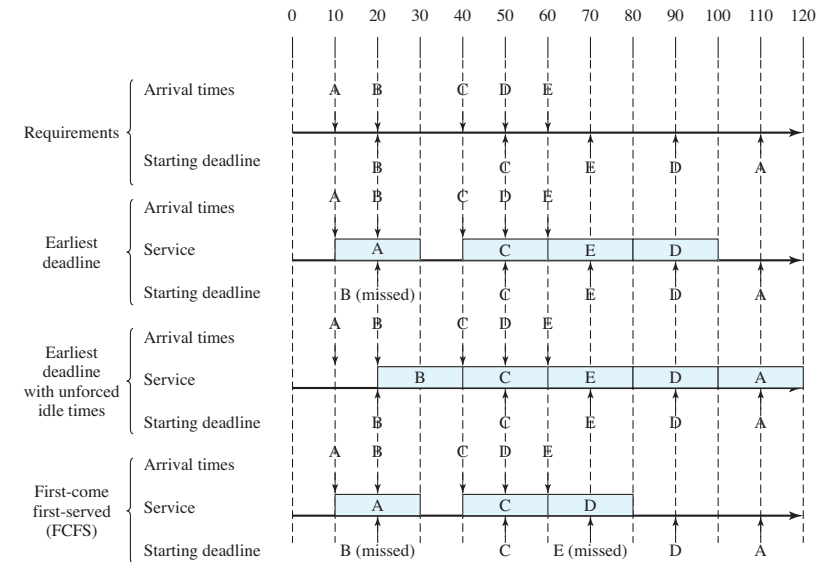 0 10 20 30 40 50 60 70 80 90 100 110 120
Arrival times A B C D E
Requirements
Starting deadline B C E D A
Arrival times A B C D E
Earliest
deadline
Service A C E D
Starting deadline B (missed) C E D A
Arrival times A B C D E
Earliest
deadline
with unforced
idle times
Service B C E D A
Starting deadline B C E D A
Arrival times A B C D E
First-come
first-served
(FCFS)
Service A C D
Starting deadline B (missed) C E (missed) D A